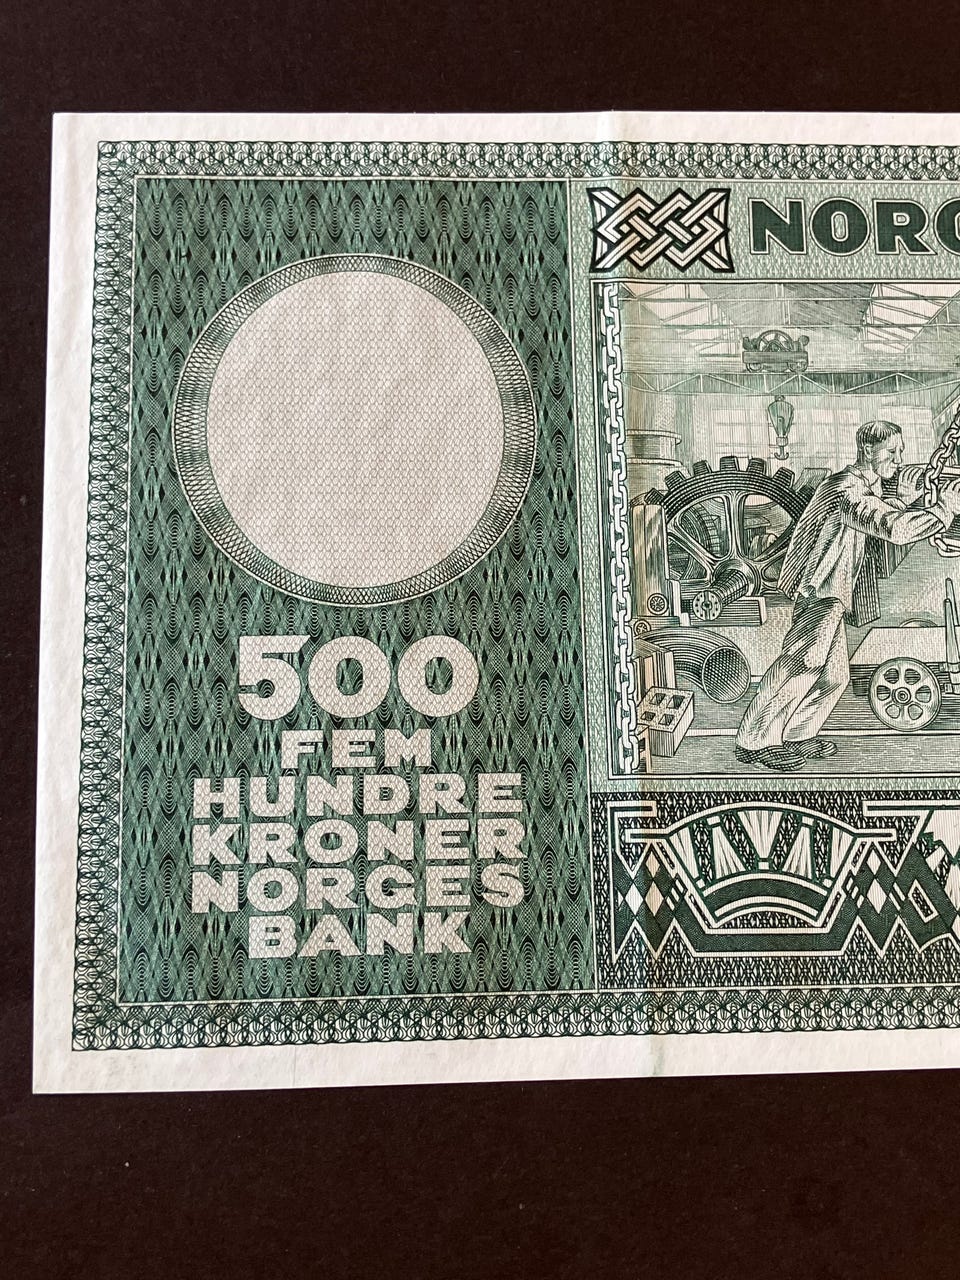 NORG
500
FEM
HUNDRE
KRONER
NORGES
BANK